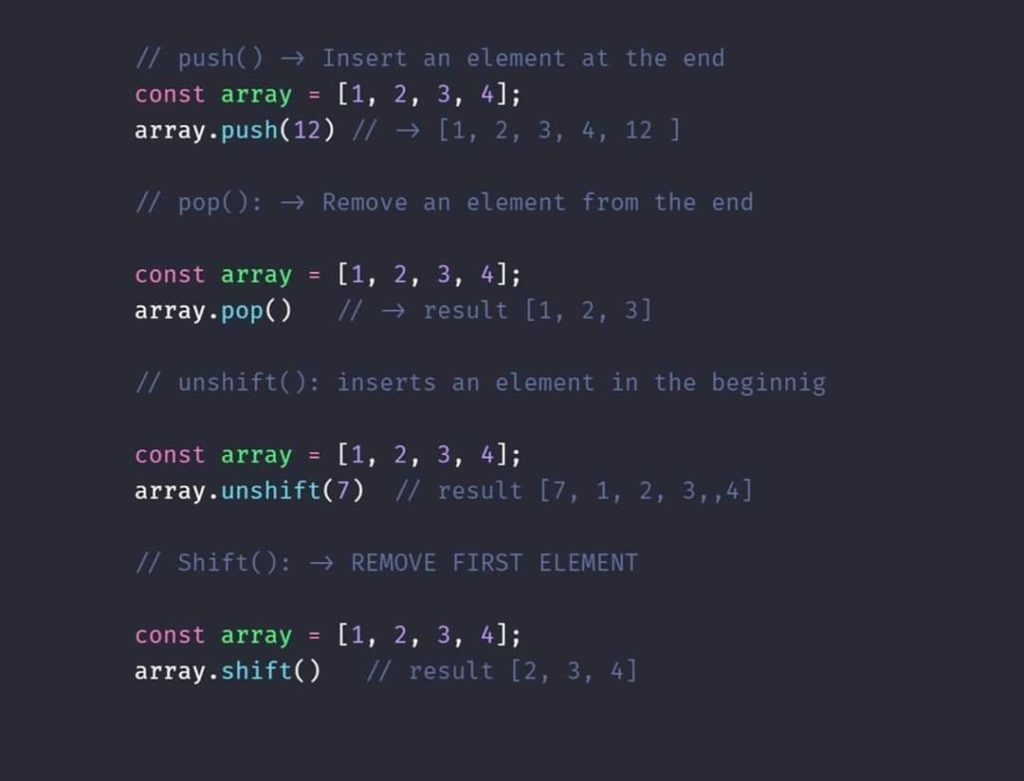 // push() → Insert an element at the end
const array = [1, 2, 3, 4];
array.push(12) // → [1, 2, 3, 4, 12 ]
// pop(): → Remove an element from the end
const array = [1, 2, 3, 4];
array.pop()   // → result [1, 2, 3]
// unshift(): inserts an element in the beginnig
const array = [1, 2, 3, 4];
array.unshift(7)  // result [7, 1, 2, 3,,4]
// Shift(): → REMOVE FIRST ELEMENT
const array = [1, 2, 3, 4];
array.shift()   // result [2, 3, 4]